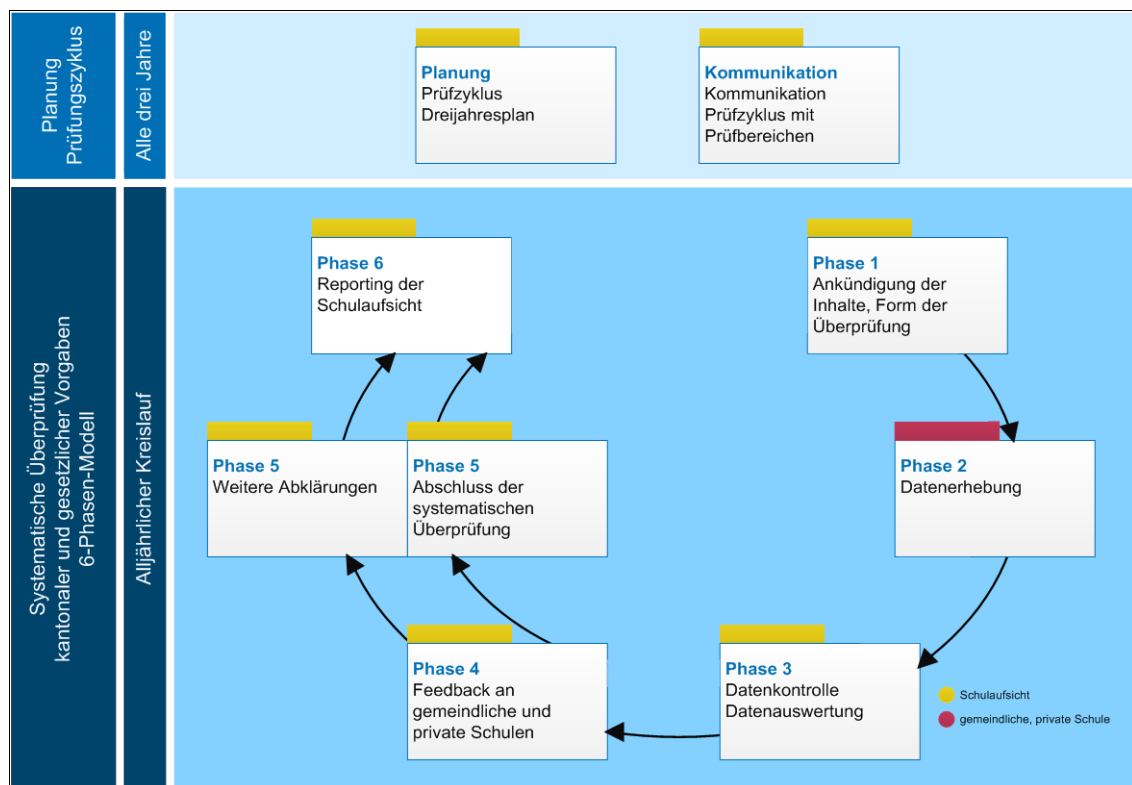 Planung
Prüfungszyklus
Alle drei Jahre
Planung
Prüfzyklus
Dreijahresplan
Kommunikation
Kommunikation
Prüfzyklus mit
Prüfbereichen
Systematische Überprüfung
kantonaler und gesetzlicher Vorgaben
6-Phasen-Modell
Alljährlicher Kreislauf
Phase 6
Reporting der
Schulaufsicht
Phase 1
Ankündigung der
Inhalte, Form der
Überprüfung
Phase 5
Weitere Abklärungen
Phase 5
Abschluss der
systematischen
Überprüfung
Phase 2
Datenerhebung
Phase 4
Feedback an
gemeindliche und
private Schulen
Phase 3
Datenkontrolle
Datenauswertung
Schulaufsicht
gemeindliche, private Schule